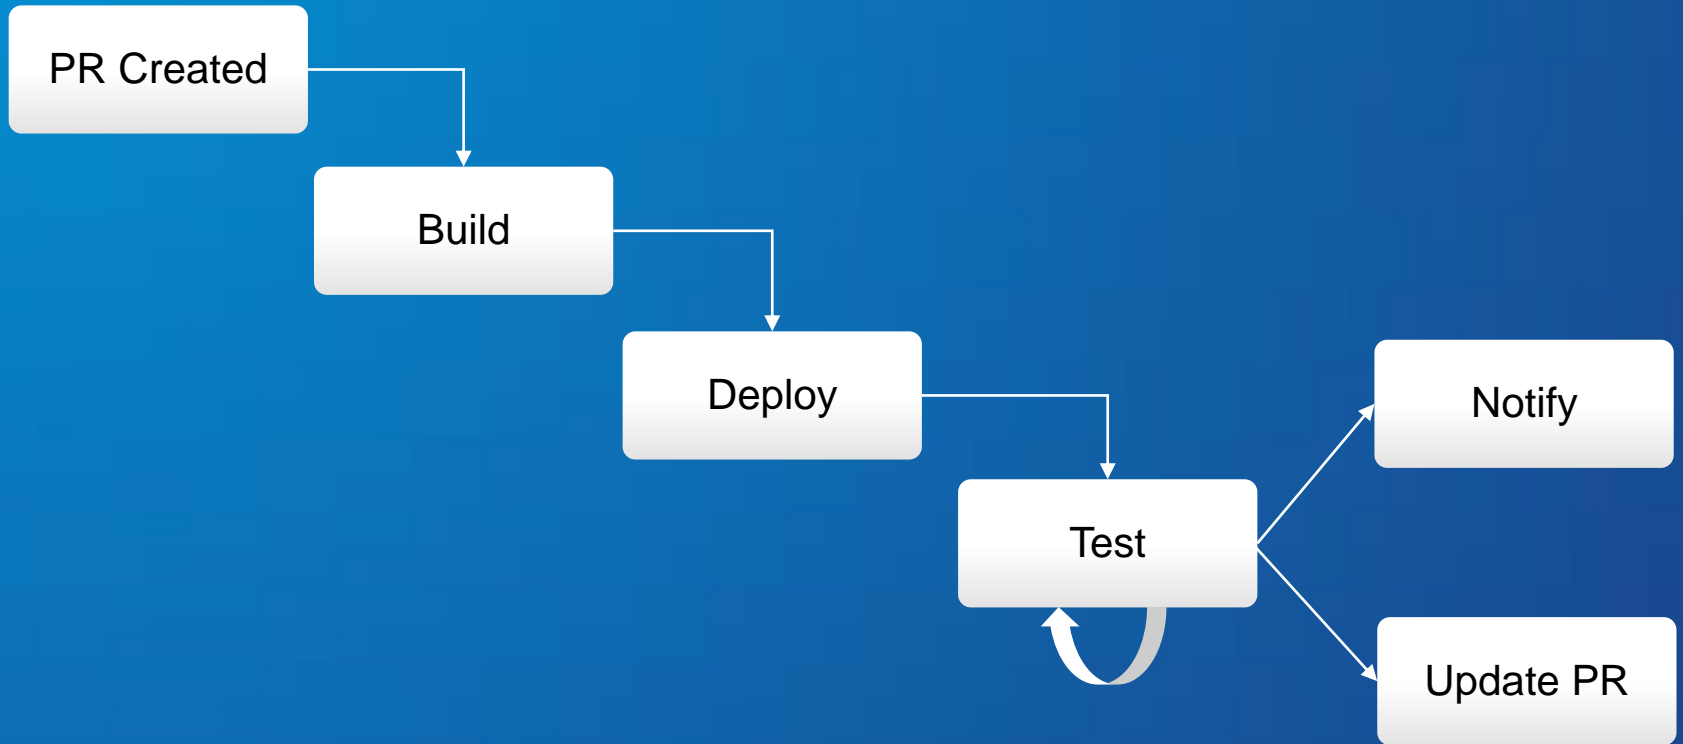 PR Created
Build
Deploy
Notify
Test
Update PR